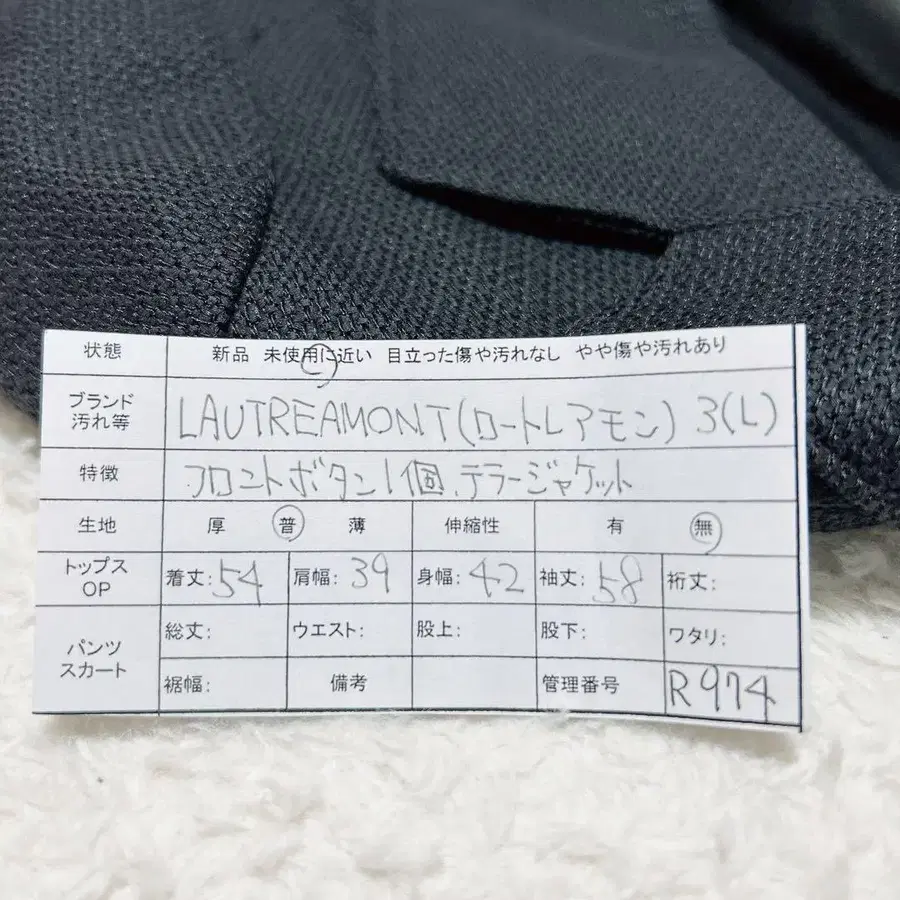 状態 新品 未使用に近い 目立った傷や汚れなし やや傷や汚れあり
ブランド 汚れ等 LAUTREAMONT(ロートレアモン) 3(L)
特徴 フロントボタン1個、テラージャケット
生地 厚 普 薄 伸縮性 有 無
トップス OP 着丈:54 肩幅:39 身幅:42 袖丈:58 裄丈:
パンツ スカート 総丈: ウエスト: 股上: 股下: ワタリ:
裾幅: 備考 管理番号 R974